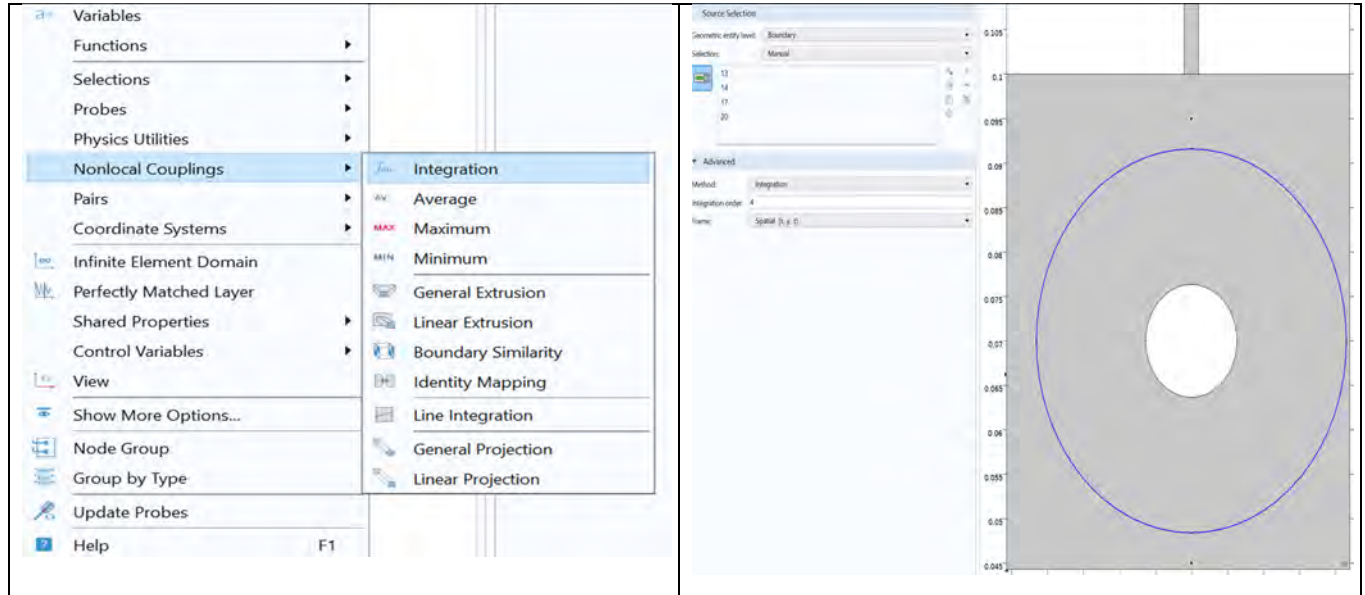 Variables
Functions
Selections
Probes
Physics Utilities
Nonlocal Couplings
Pairs
Coordinate Systems
Infinite Element Domain
Perfectly Matched Layer
Shared Properties
Control Variables
View
Show More Options...
Node Group
Group by Type
Update Probes
Help F1
Integration
Average
MAX Maximum
MIN Minimum
General Extrusion
Linear Extrusion
Boundary Similarity
Identity Mapping
Line Integration
General Projection
Linear Projection
Source Selection
Geometric entity level: Boundary
Selection: Manual
13
14
17
20
Advanced
Method: Integration
Integration order: 4
Frame: Spatial
0.105
0.1
0.095
0.09
0.085
0.08
0.075
0.07
0.065
0.06
0.055
0.05
0.045